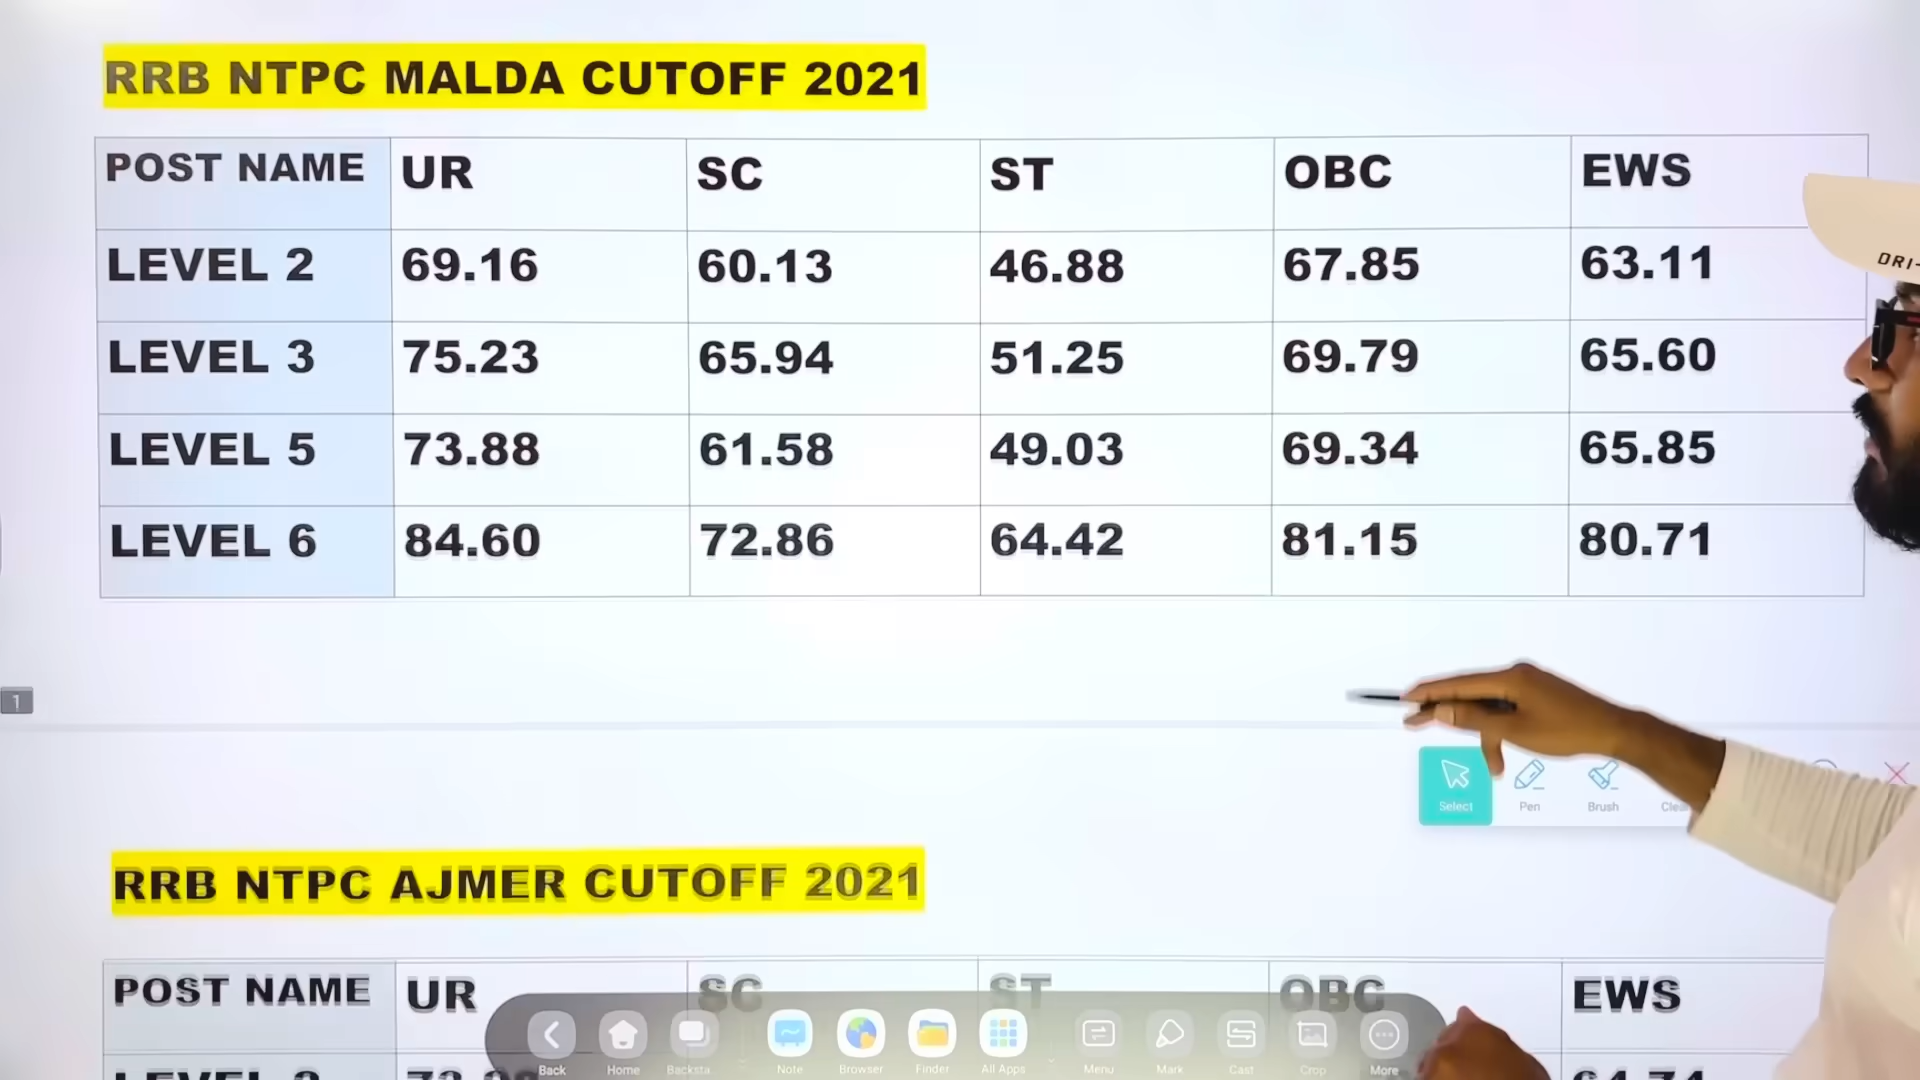 RRB NTPC MALDA CUTOFF 2021
POST NAME UR SC ST OBC EWS
LEVEL 2 69.16 60.13 46.88 67.85 63.11
LEVEL 3 75.23 65.94 51.25 69.79 65.60
LEVEL 5 73.88 61.58 49.03 69.34 65.85
LEVEL 6 84.60 72.86 64.42 81.15 80.71
1
Select Pen Brush
RRB NTPC AJMER CUTOFF 2021
POST NAME UR SC ST OBC EWS
Back Home Note Browser Finder All Apps Menu Mark Cast Crop More